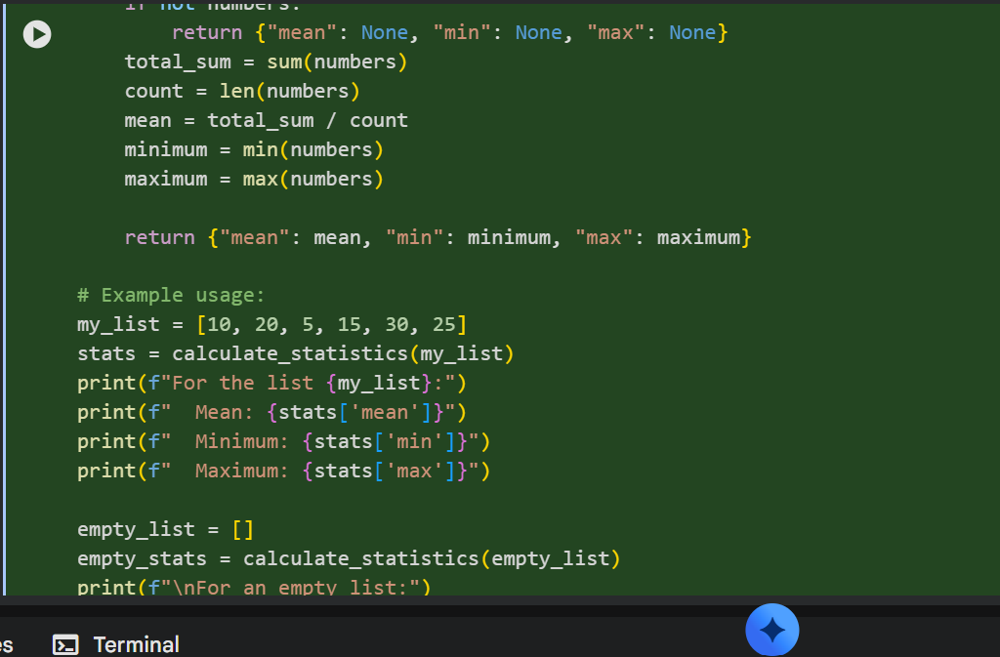 if not numbers:
        return {"mean": None, "min": None, "max": None}
    total_sum = sum(numbers)
    count = len(numbers)
    mean = total_sum / count
    minimum = min(numbers)
    maximum = max(numbers)

    return {"mean": mean, "min": minimum, "max": maximum}

# Example usage:
my_list = [10, 20, 5, 15, 30, 25]
stats = calculate_statistics(my_list)
print(f"For the list {my_list}:")
print(f"  Mean: {stats['mean']}")
print(f"  Minimum: {stats['min']}")
print(f"  Maximum: {stats['max']}")

empty_list = []
empty_stats = calculate_statistics(empty_list)
print(f"\nFor an empty list:")
es
Terminal